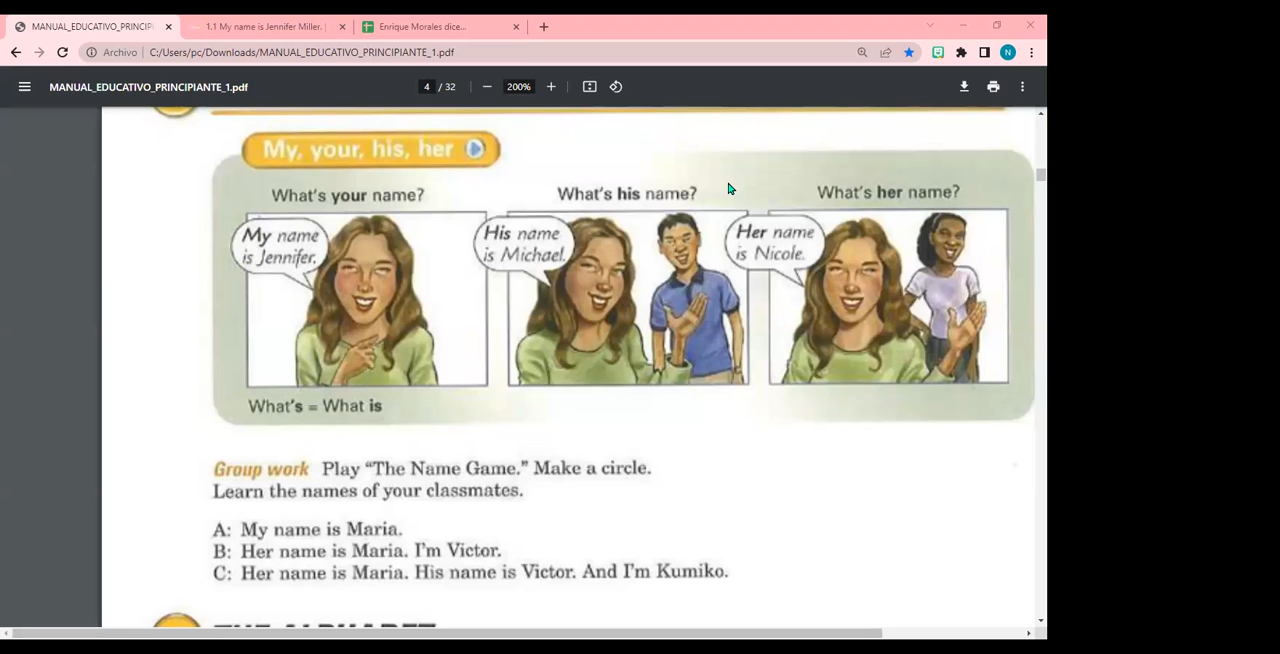 MANUAL_EDUCATIVO_PRINCIPI
1.1 My name is Jennifer Miller. |
Enrique Morales dice...
Archivo
C:/Users/pc/Downloads/MANUAL_EDUCATIVO_PRINCIPIANTE_1.pdf
N
MANUAL_EDUCATIVO_PRINCIPIANTE_1.pdf
4 / 32
200%
My, your, his, her
What's your name?
What's his name?
What's her name?
My name
is Jennifer.
His name
is Michael.
Her name
is Nicole.
What's = What is
Group work Play “The Name Game.” Make a circle.
Learn the names of your classmates.
A: My name is Maria.
B: Her name is Maria. I'm Victor.
C: Her name is Maria. His name is Victor. And I'm Kumiko.
THE ALPHABET